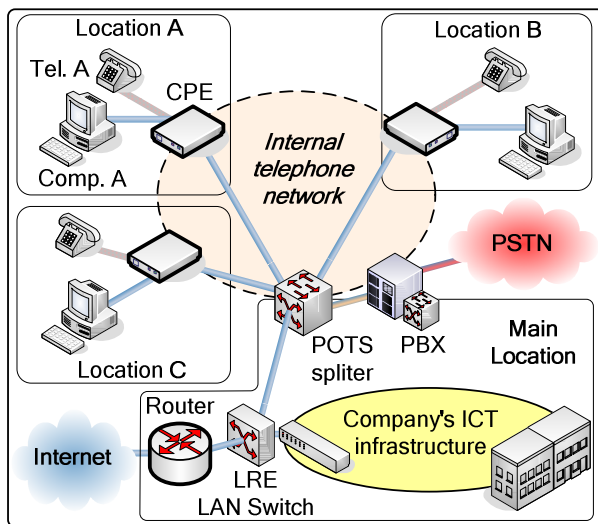 Location A
Location B
Tel. A
CPE
Internal
telephone
network
Comp. A
PSTN
POTS
spliter
PBX
Main
Location
Location C
Router
Company's ICT
infrastructure
Internet
LRE
LAN Switch